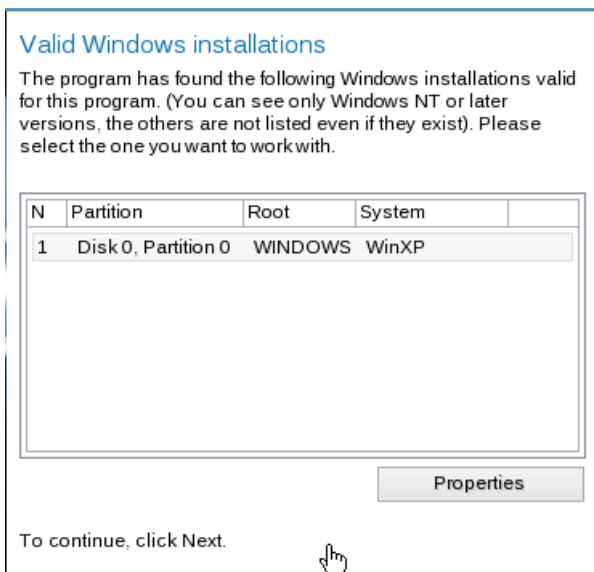 Valid Windows installations
The program has found the following Windows installations valid
for this program. (You can see only Windows NT or later
versions, the others are not listed even if they exist). Please
select the one you want to work with.
N Partition Root System
1 Disk 0, Partition 0 WINDOWS WinXP
Properties
To continue, click Next.